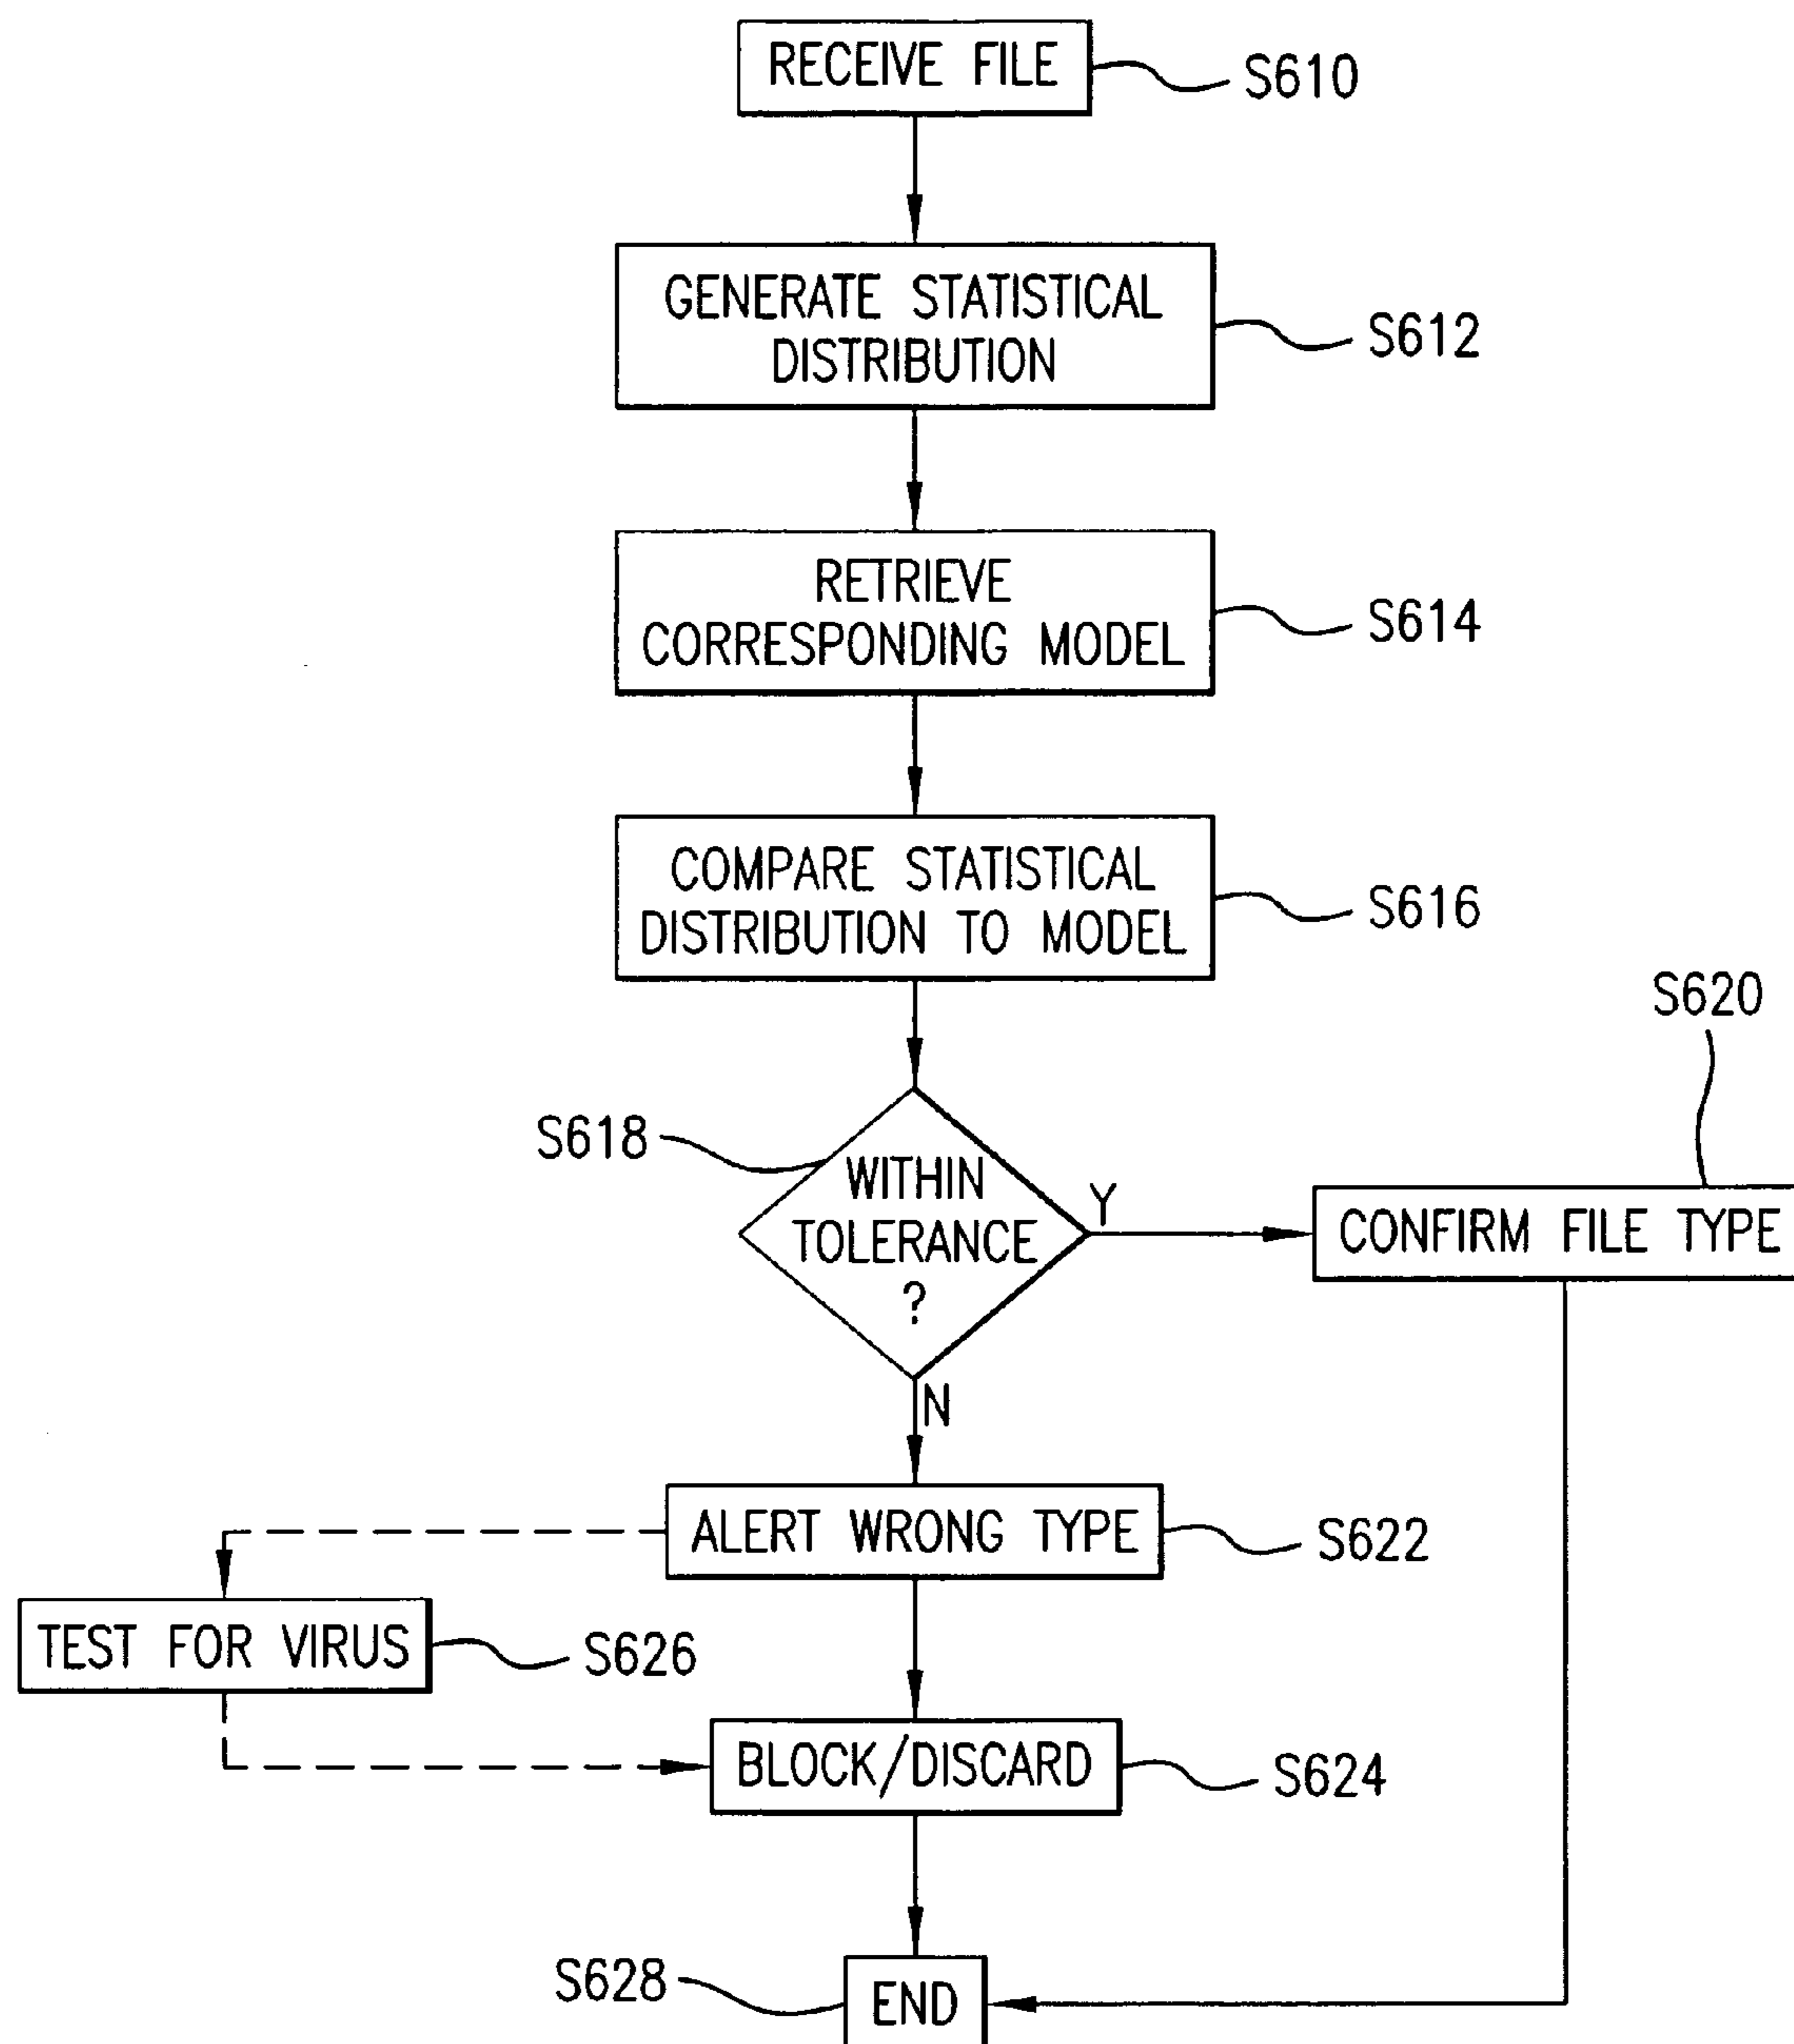 RECEIVE FILE
S610
GENERATE STATISTICAL
DISTRIBUTION
S612
RETRIEVE
CORRESPONDING MODEL
S614
COMPARE STATISTICAL
DISTRIBUTION TO MODEL
S616
S620
S618
WITHIN
TOLERANCE
?
Y
CONFIRM FILE TYPE
N
ALERT WRONG TYPE
S622
TEST FOR VIRUS
S626
BLOCK/DISCARD
S624
S628
END